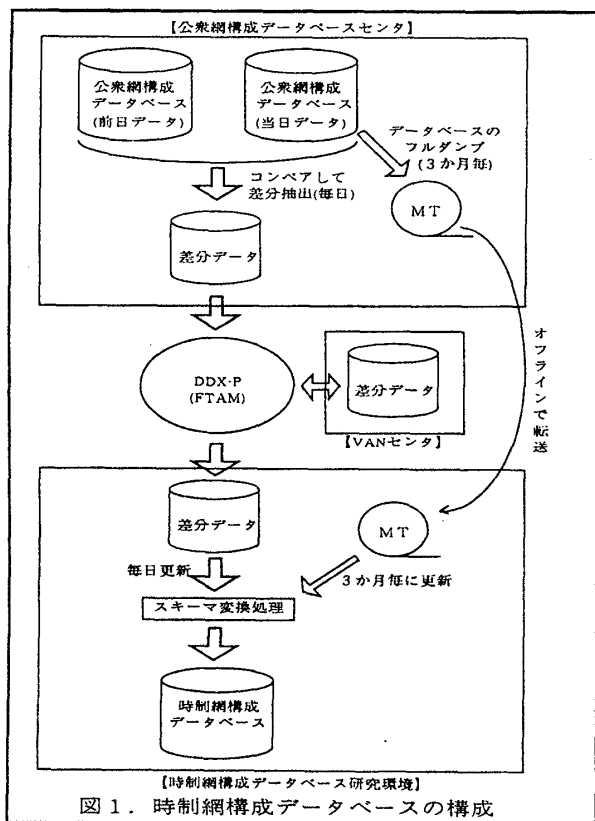 【公衆網構成データベースセンタ】
公衆網構成
データベース
(前日データ)
公衆網構成
データベース
(当日データ)
データベースの
フルダンプ
(3か月毎)
コンペアして
差分抽出(毎日)
MT
差分データ
オフラインで転送
DDX-P
(FTAM)
差分データ
【VANセンタ】
差分データ
MT
毎日更新
3か月毎に更新
スキーマ変換処理
時制網構成
データベース
【時制網構成データベース研究環境】
図1. 時制網構成データベースの構成